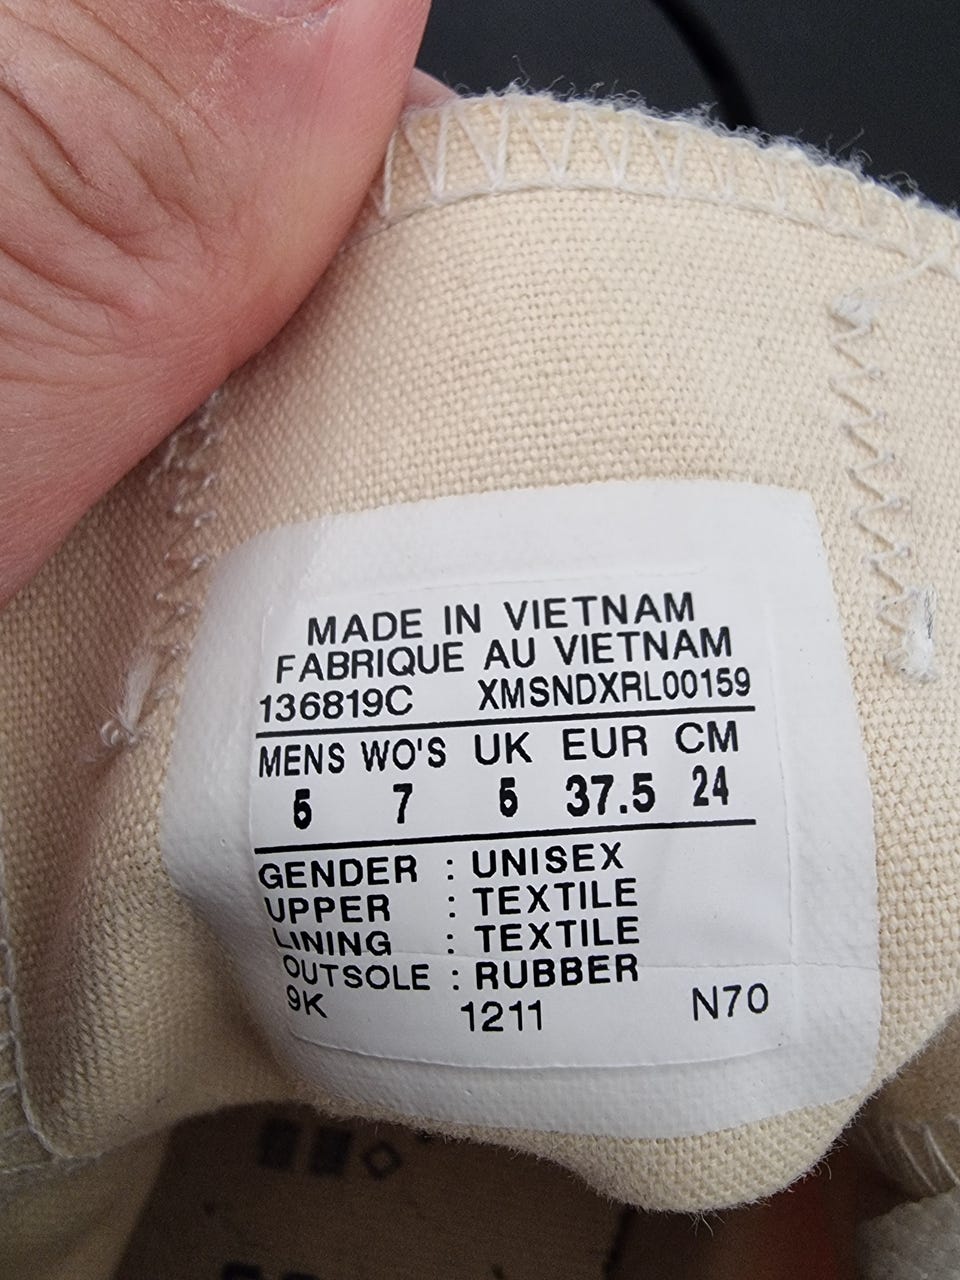 MADE IN VIETNAM
FABRIQUE AU VIETNAM
136819C XMSNDXRL00159
MENS WO'S UK EUR CM
5 7 5 37.5 24
GENDER : UNISEX
UPPER : TEXTILE
LINING : TEXTILE
OUTSOLE : RUBBER
9K 1211 N70